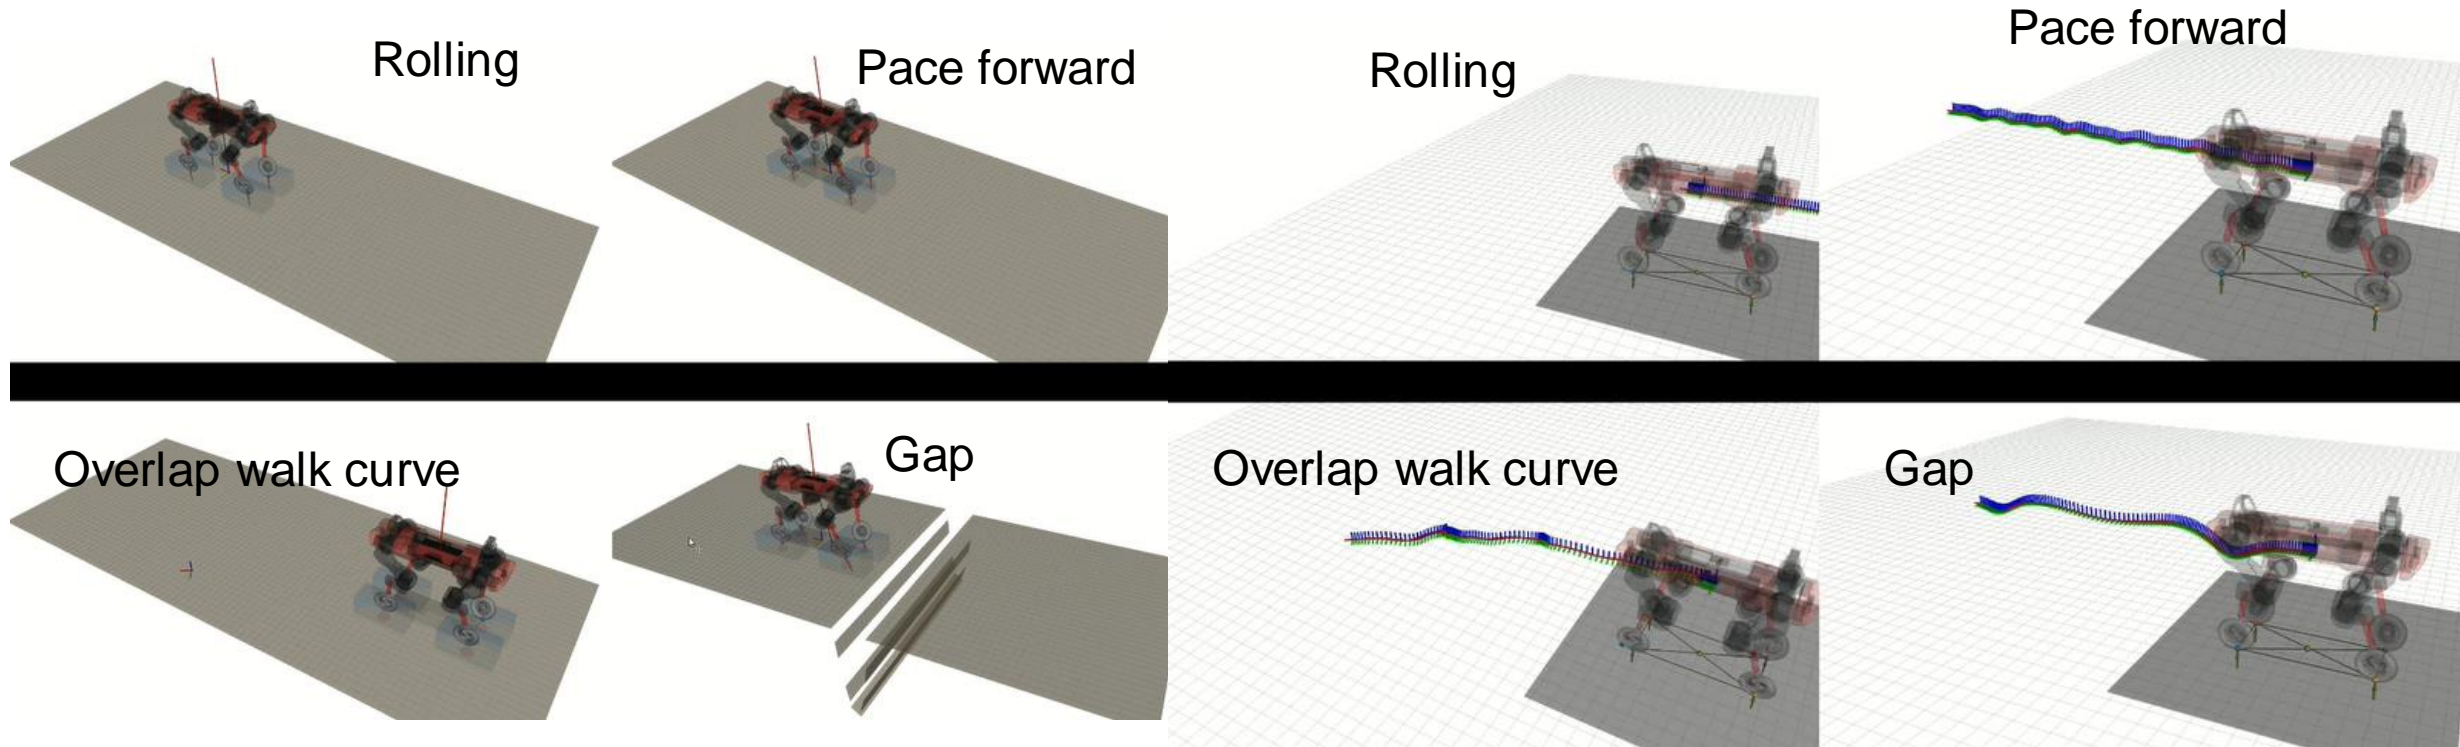 Rolling
Pace forward
Rolling
Pace forward
Overlap walk curve
Gap
Overlap walk curve
Gap